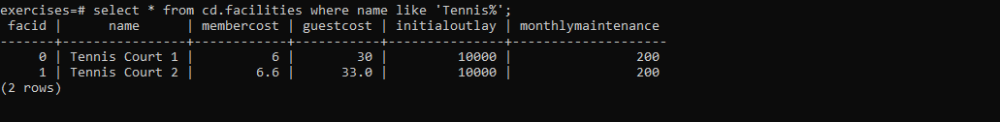 exercises=# select * from cd.facilities where name like 'Tennis%';
 facid |      name      | membercost | guestcost | initialoutlay | monthlymaintenance
-------+----------------+------------+-----------+---------------+--------------------
     0 | Tennis Court 1 |          6 |        30 |         10000 |                200
     1 | Tennis Court 2 |        6.6 |      33.0 |         10000 |                200
(2 rows)